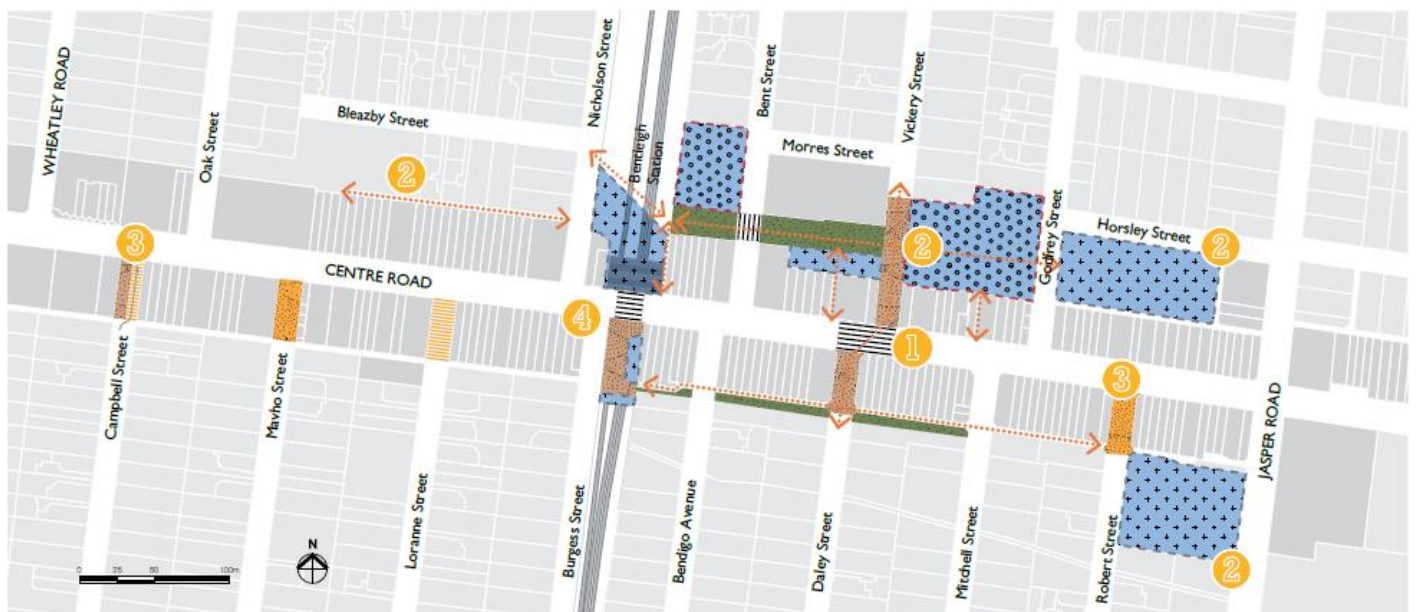 WHEATLEY ROAD
Oak Street
Bleazby Street
Nicholson Street
Bentleigh
Station
Bent Street
Morres Street
Vickery Street
Godfrey Street
Horsley Street
2
2
2
3
CENTRE ROAD
4
1
3
Campbell Street
Mavho Street
Loranne Street
Burgess Street
Bendigo Avenue
Daley Street
Mitchell Street
Robert Street
JASPER ROAD
2
N
0 25 50 100m